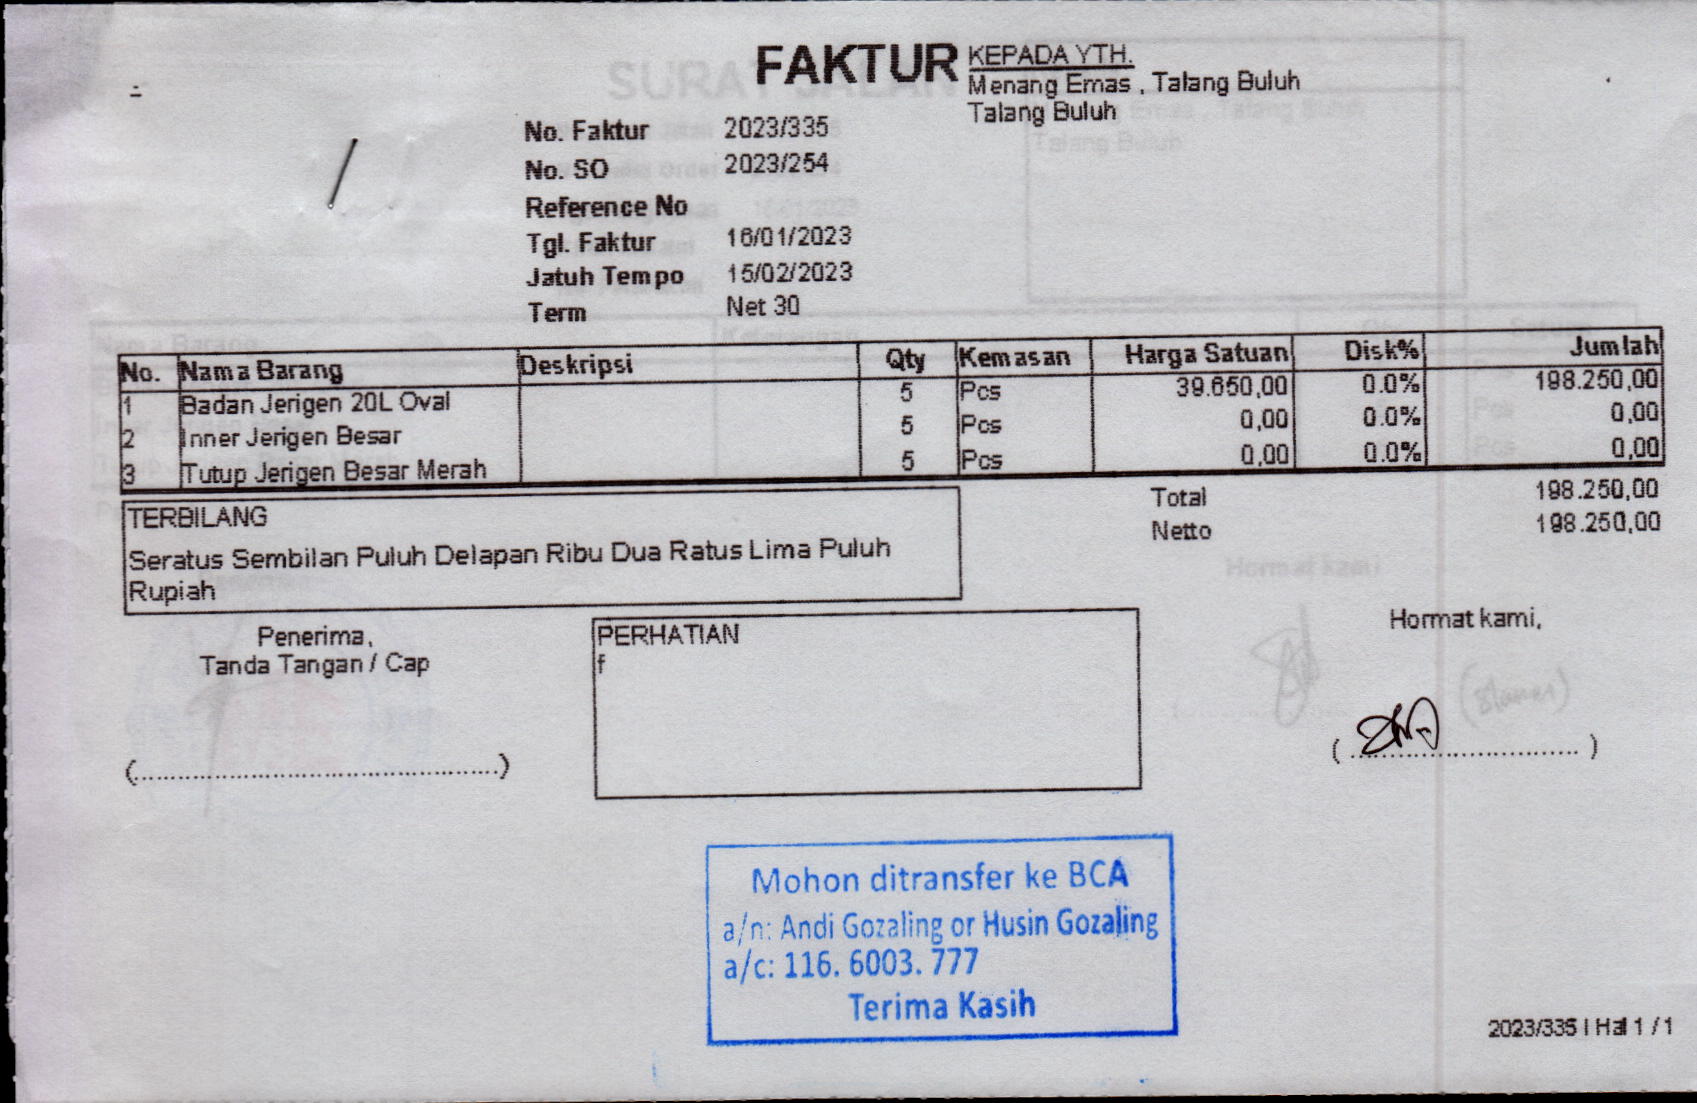 FAKTUR
KEPADA YTH.
Menang Emas , Talang Buluh
Talang Buluh
No. Faktur 2023/335
No. SO 2023/254
Reference No
Tgl. Faktur 16/01/2023
Jatuh Tempo 15/02/2023
Term Net 30
No. Nama Barang Deskripsi Qty Kemasan Harga Satuan Disk% Jumlah
1 Badan Jerigen 20L Oval 5 Pcs 39.650,00 0.0% 198.250,00
2 Inner Jerigen Besar 5 Pcs 0,00 0.0% 0,00
3 Tutup Jerigen Besar Merah 5 Pcs 0,00 0.0% 0,00
Total 198.250,00
Netto 198.250,00
TERBILANG
Seratus Sembilan Puluh Delapan Ribu Dua Ratus Lima Puluh
Rupiah
Penerima,
Tanda Tangan / Cap
(..................................................)
PERHATIAN
f
Hormat kami,
( ................................ )
Mohon ditransfer ke BCA
a/n: Andi Gozaling or Husin Gozaling
a/c: 116. 6003. 777
Terima Kasih
2023/335 | Hal 1 / 1